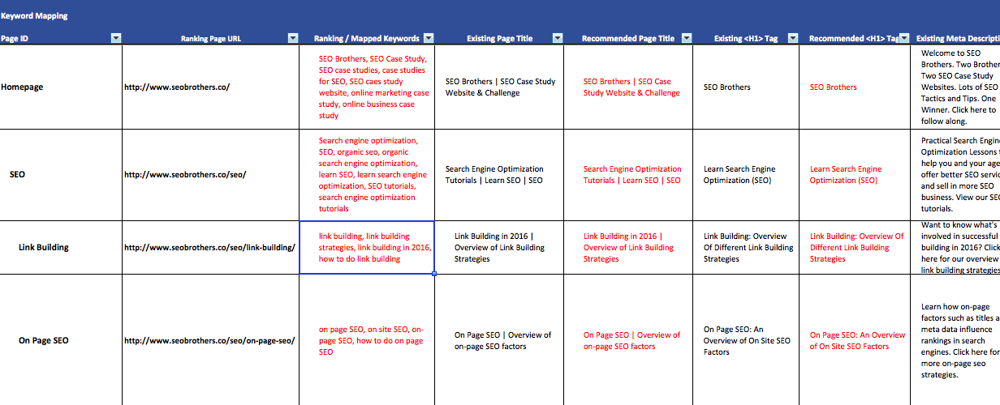 Keyword Mapping
Page ID
Ranking Page URL
Ranking / Mapped Keywords
Existing Page Title
Recommended Page Title
Existing <H1> Tag
Recommended <H1> Tag
Existing Meta Descripti
Homepage
http://www.seobrothers.co/
SEO Brothers, SEO Case Study,
SEO case studies, case studies
for SEO, SEO caes study
website, online marketing case
study, online business case
study
SEO Brothers | SEO Case Study
Website & Challenge
SEO Brothers | SEO Case
Study Website & Challenge
SEO Brothers
SEO Brothers
Welcome to SEO
Brothers. Two Brother
Two SEO Case Study
Websites. Lots of SEO
Tactics and Tips. One
Winner. Click here to
follow along.
SEO
http://www.seobrothers.co/seo/
Search engine optimization,
SEO, organic seo, organic
search engine optimization,
learn SEO, learn search engine
optimization, SEO tutorials,
search engine optimization
tutorials
Search Engine Optimization
Tutorials | Learn SEO | SEO
Search Engine Optimization
Tutorials | Learn SEO | SEO
Learn Search Engine
Optimization (SEO)
Learn Search Engine
Optimization (SEO)
Practical Search Engin
Optimization Lessons
help you and your age
offer better SEO servic
and sell in more SEO
business. View our SE
tutorials.
Link Building
http://www.seobrothers.co/seo/link-building/
link building, link building
strategies, link building in 2016,
how to do link building
Link Building in 2016 |
Overview of Link Building
Strategies
Link Building in 2016 |
Overview of Link Building
Strategies
Link Building: Overview
Of Different Link Building
Strategies
Link Building: Overview Of
Different Link Building
Strategies
Want to know what's
involved in successful
building in 2016? Click
here for our overview
link building strategies
On Page SEO
http://www.seobrothers.co/seo/on-page-seo/
on page SEO, on site SEO, on-
page SEO, how to do on page
SEO
On Page SEO | Overview of
on-page SEO factors
On Page SEO | Overview of
on-page SEO factors
On Page SEO: An
Overview of On Site SEO
Factors
On Page SEO: An Overview
of On Site SEO Factors
Learn how on-page
factors such as titles a
meta data influence
rankings in search
engines. Click here for
more on-page seo
strategies.